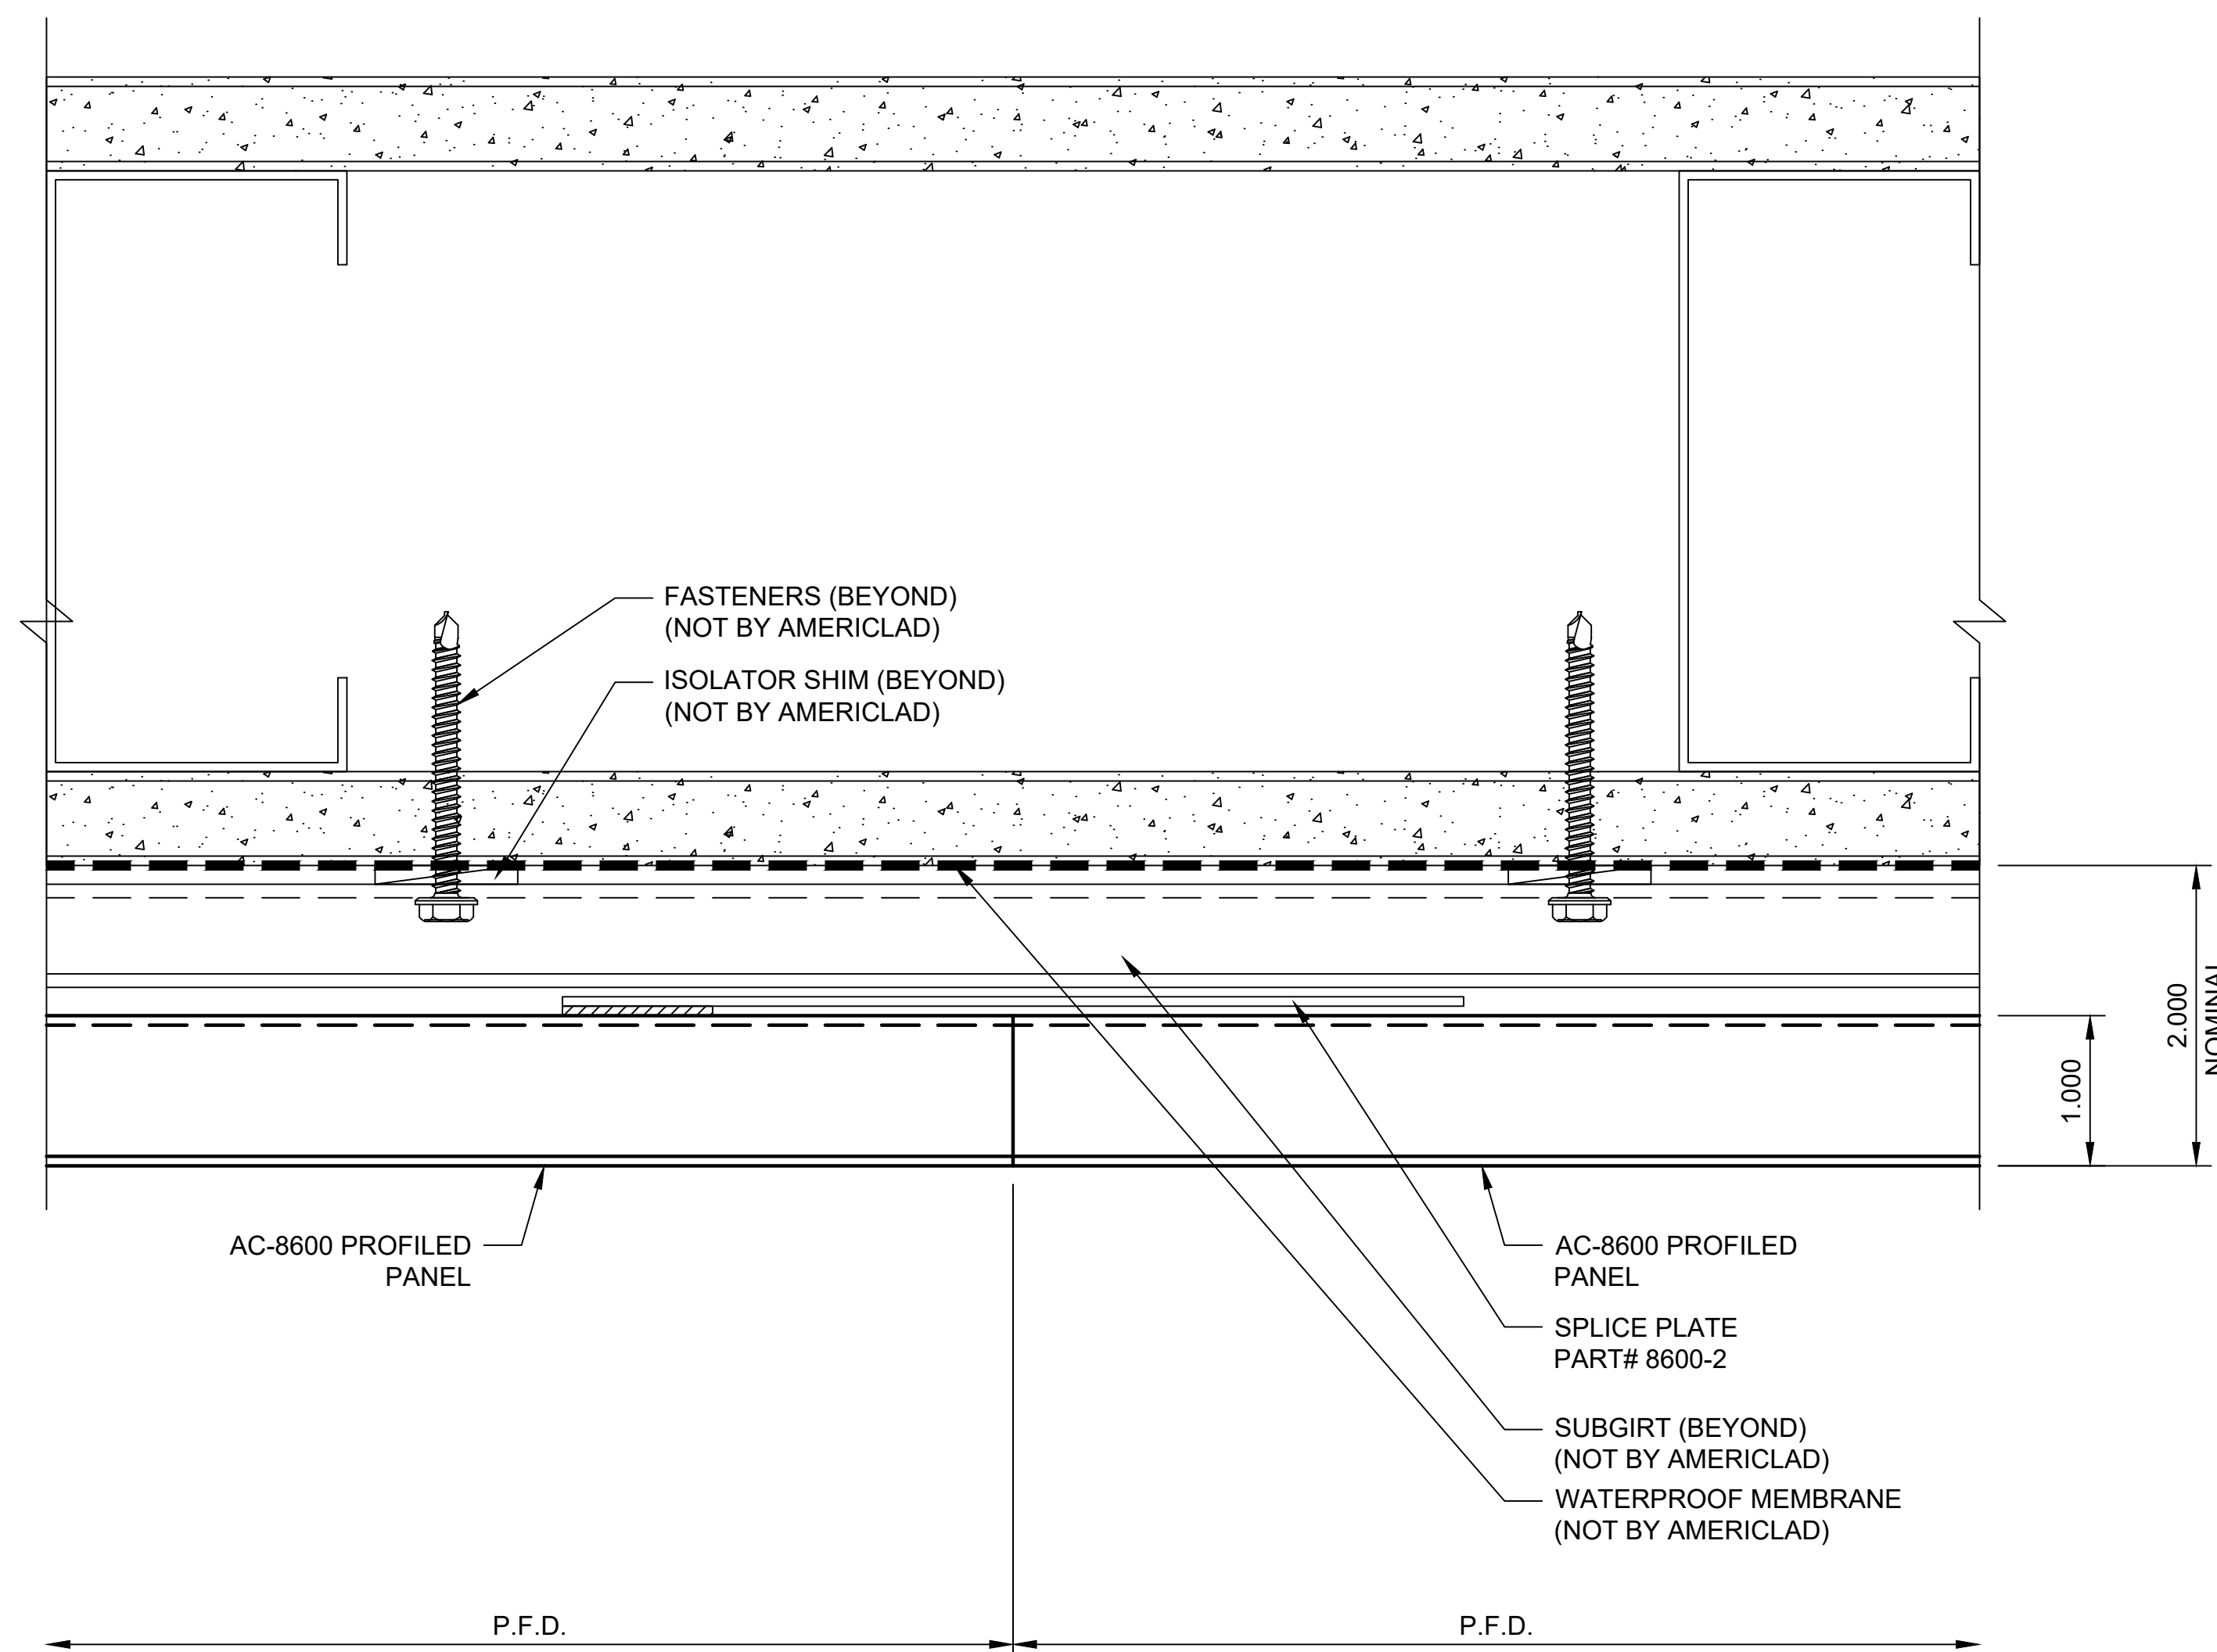 FASTENERS (BEYOND)
(NOT BY AMERICLAD)
ISOLATOR SHIM (BEYOND)
(NOT BY AMERICLAD)
2.000
NOMINAL
1.000
AC-8600 PROFILED
PANEL
AC-8600 PROFILED
PANEL
SPLICE PLATE
PART# 8600-2
SUBGIRT (BEYOND)
(NOT BY AMERICLAD)
WATERPROOF MEMBRANE
(NOT BY AMERICLAD)
P.F.D.
P.F.D.